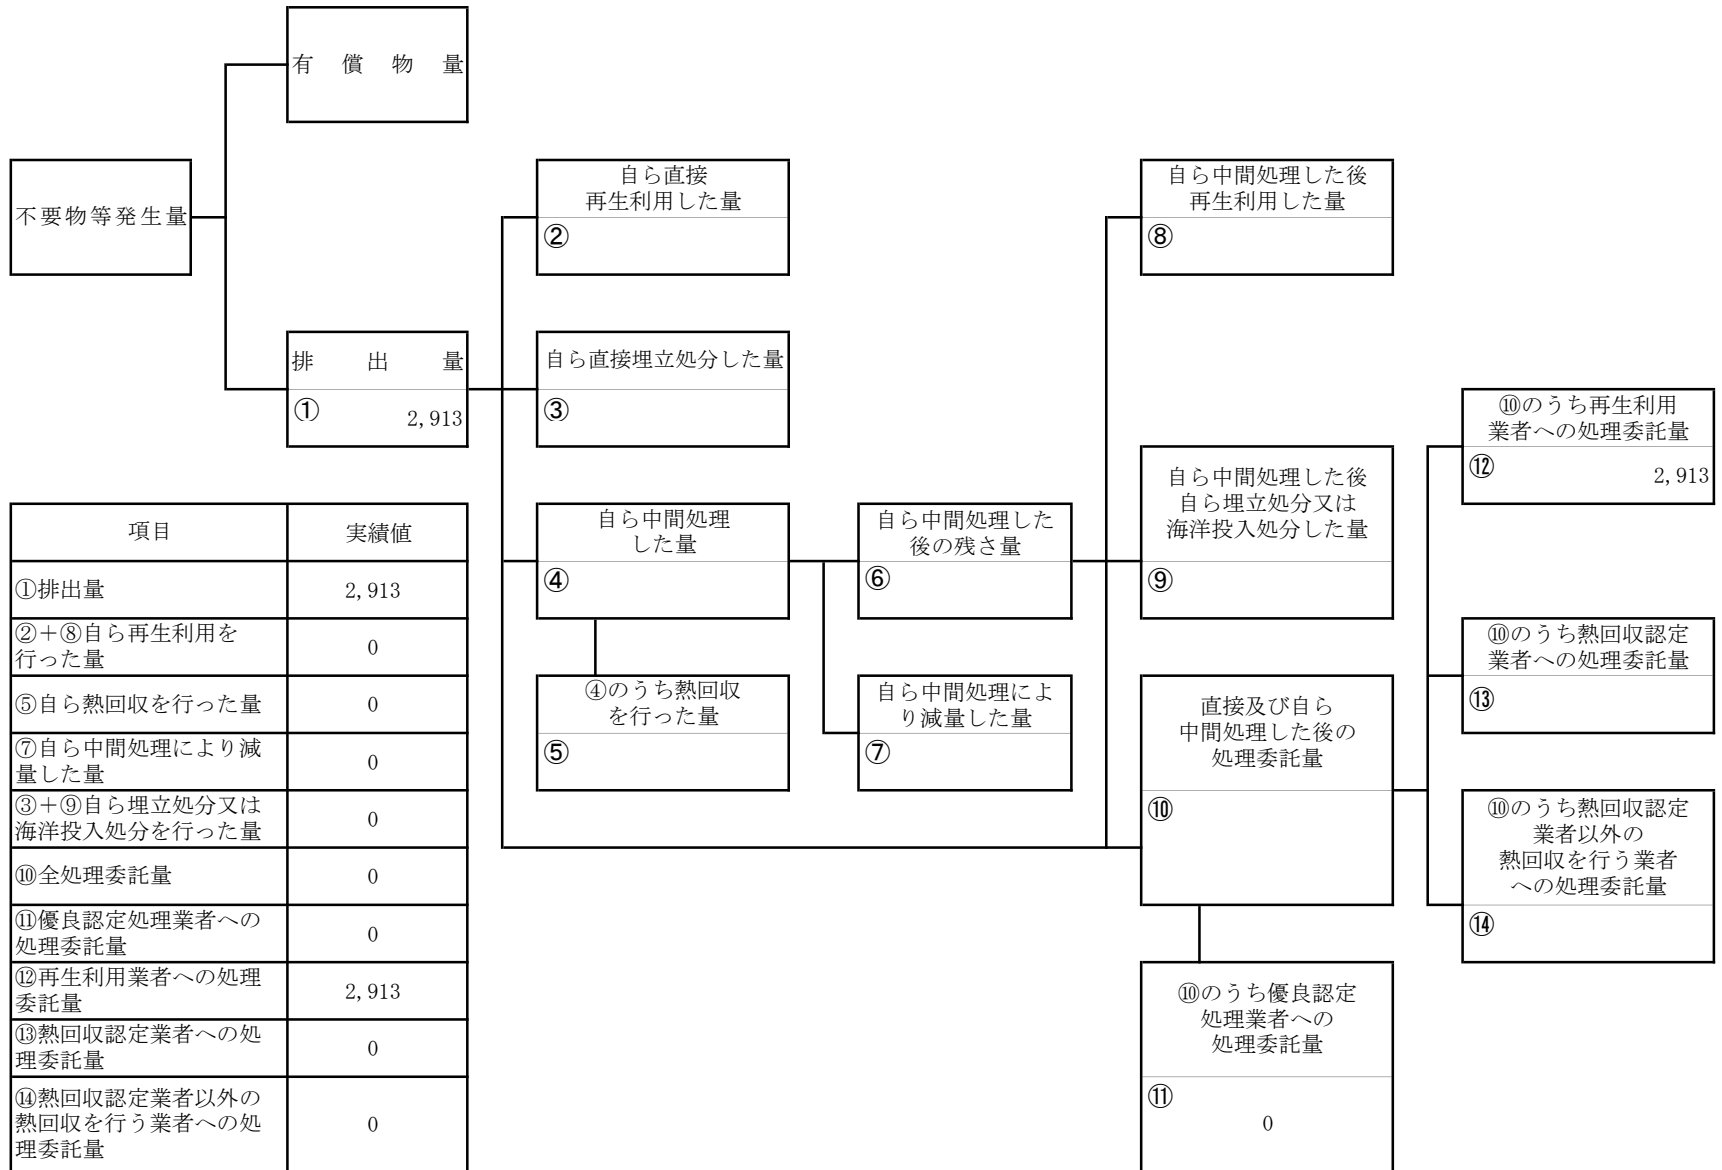 有償物量
不要物等発生量
自ら直接
再生利用した量
②
自ら中間処理した後
再生利用した量
⑧
排出量
① 2,913
自ら直接埋立処分した量
③
⑩のうち再生利用
業者への処理委託量
⑫ 2,913
自ら中間処理
した量
④
自ら中間処理した
後の残さ量
⑥
自ら中間処理した後
自ら埋立処分又は
海洋投入処分した量
⑨
⑩のうち熱回収認定
業者への処理委託量
⑬
④のうち熱回収
を行った量
⑤
自ら中間処理によ
り減量した量
⑦
直接及び自ら
中間処理した後の
処理委託量
⑩
⑩のうち熱回収認定
業者以外の
熱回収を行う業者
への処理委託量
⑭
⑩のうち優良認定
処理業者への
処理委託量
⑪
0
項目 実績値
①排出量 2,913
②+⑧自ら再生利用を
行った量 0
⑤自ら熱回収を行った量 0
⑦自ら中間処理により減
量した量 0
③+⑨自ら埋立処分又は
海洋投入処分を行った量 0
⑩全処理委託量 0
⑪優良認定処理業者への
処理委託量 0
⑫再生利用業者への処理
委託量 2,913
⑬熱回収認定業者への処
理委託量 0
⑭熱回収認定業者以外の
熱回収を行う業者への処
理委託量 0